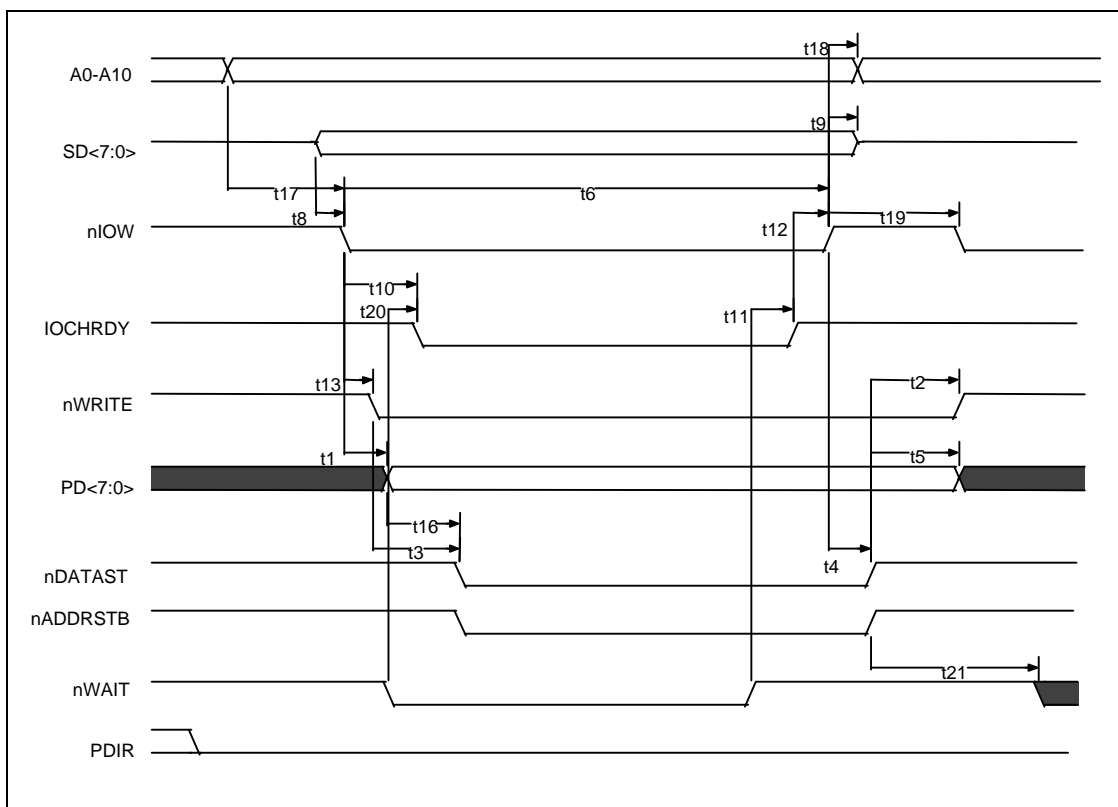 t18
A0-A10
t9
SD<7:0>
t17
t6
t8
t12
t19
nIOW
t10
t20
t11
IOCHRDY
t13
t2
nWRITE
t1
t5
PD<7:0>
t16
t3
t4
nDATAST
nADDRSTB
t21
nWAIT
PDIR